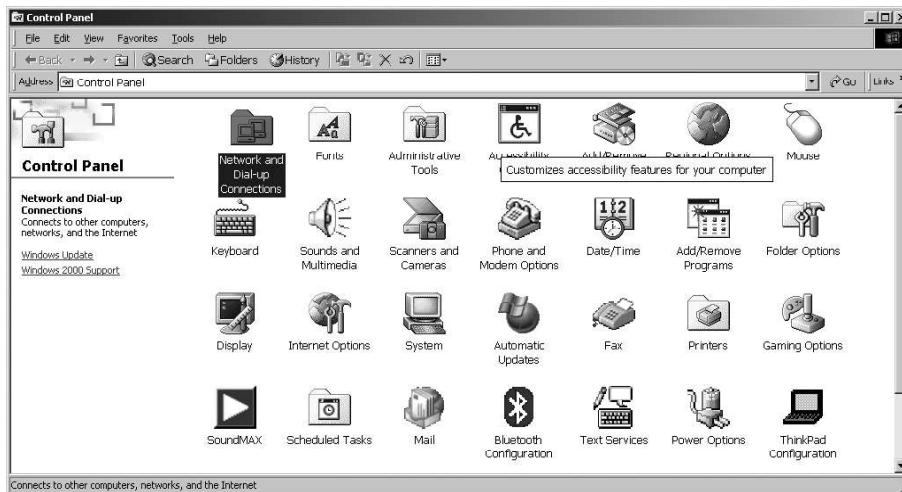 Control Panel
File Edit View Favorites Tools Help
Back Search Folders History
Address Control Panel Go Links
Control Panel
Network and Dial-up
Connections
Connects to other computers,
networks, and the Internet
Windows Update
Windows 2000 Support
Network and
Dial-up
Connections
Fonts
Administrative
Tools
Accessibility
Add/Remove
Regional Options
Mouse
Customizes accessibility features for your computer
Keyboard
Sounds and
Multimedia
Scanners and
Cameras
Phone and
Modem Options
Date/Time
Add/Remove
Programs
Folder Options
Display
Internet Options
System
Automatic
Updates
Fax
Printers
Gaming Options
SoundMAX
Scheduled Tasks
Mail
Bluetooth
Configuration
Text Services
Power Options
ThinkPad
Configuration
Connects to other computers, networks, and the Internet